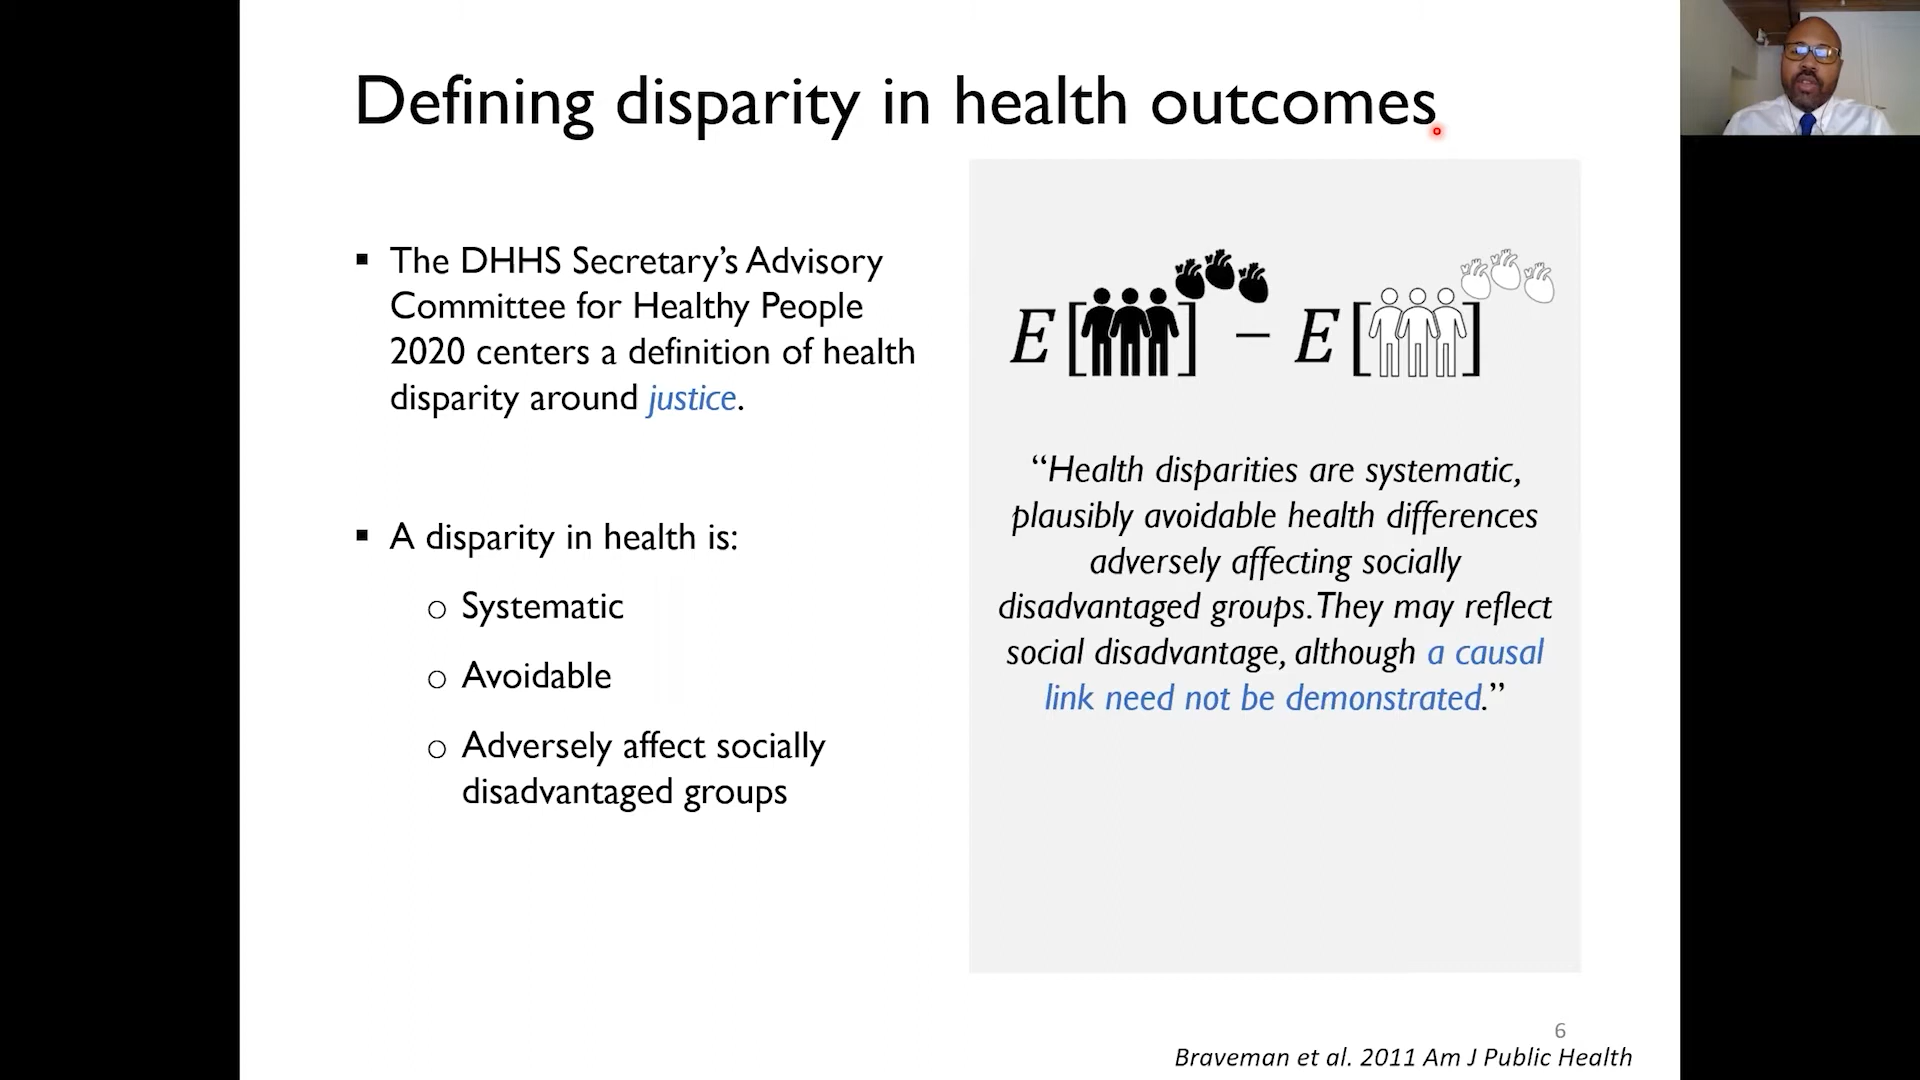 Defining disparity in health outcomes
▪ The DHHS Secretary’s Advisory
Committee for Healthy People
2020 centers a definition of health
disparity around justice.
▪ A disparity in health is:
o Systematic
o Avoidable
o Adversely affect socially
disadvantaged groups
E[ ] – E[ ]
“Health disparities are systematic,
plausibly avoidable health differences
adversely affecting socially
disadvantaged groups. They may reflect
social disadvantage, although a causal
link need not be demonstrated.”
6
Braveman et al. 2011 Am J Public Health